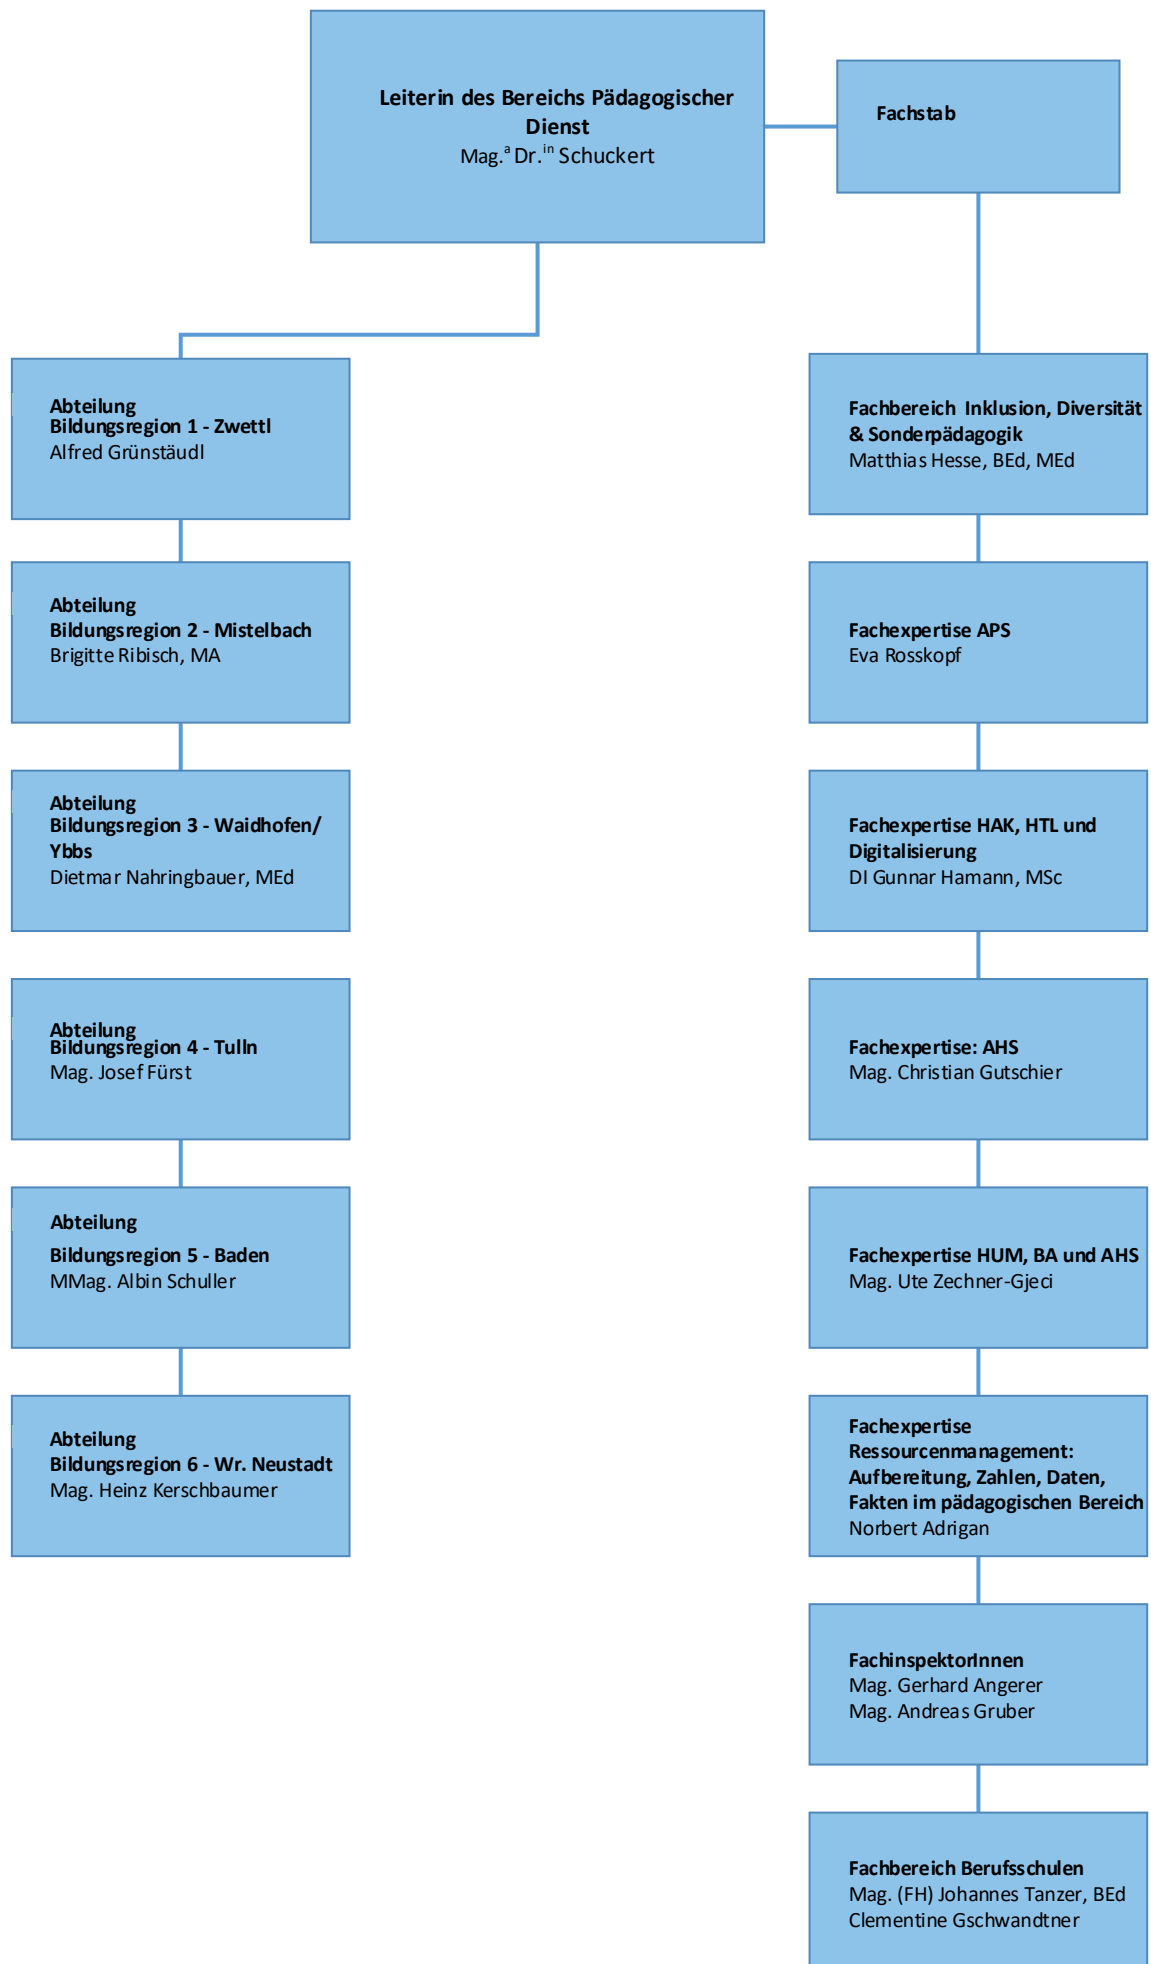 Leiterin des Bereichs Pädagogischer
Dienst
Mag.ª Dr.ⁱⁿ Schuckert
Fachstab
Abteilung
Bildungsregion 1 - Zwettl
Alfred Grünstäudl
Abteilung
Bildungsregion 2 - Mistelbach
Brigitte Ribisch, MA
Abteilung
Bildungsregion 3 - Waidhofen/
Ybbs
Dietmar Nahringbauer, MEd
Abteilung
Bildungsregion 4 - Tulln
Mag. Josef Fürst
Abteilung
Bildungsregion 5 - Baden
MMag. Albin Schuller
Abteilung
Bildungsregion 6 - Wr. Neustadt
Mag. Heinz Kerschbaumer
Fachbereich Inklusion, Diversität
& Sonderpädagogik
Matthias Hesse, BEd, MEd
Fachexpertise APS
Eva Rosskopf
Fachexpertise HAK, HTL und
Digitalisierung
DI Gunnar Hamann, MSc
Fachexpertise: AHS
Mag. Christian Gutschier
Fachexpertise HUM, BA und AHS
Mag. Ute Zechner-Gjeci
Fachexpertise
Ressourcenmanagement:
Aufbereitung, Zahlen, Daten,
Fakten im pädagogischen Bereich
Norbert Adrigan
FachinspektorInnen
Mag. Gerhard Angerer
Mag. Andreas Gruber
Fachbereich Berufsschulen
Mag. (FH) Johannes Tanzer, BEd
Clementine Gschwandtner